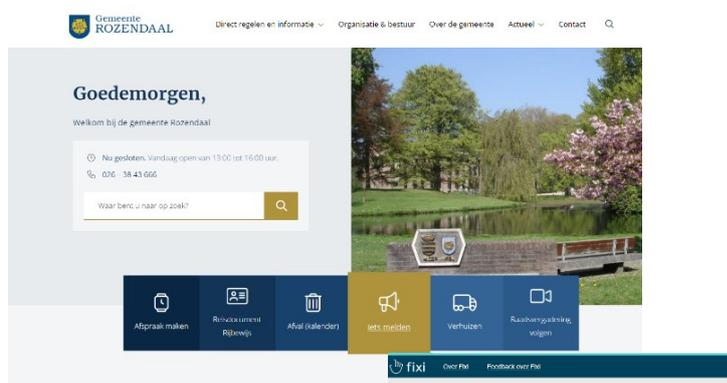 Gemeente
ROZENDAAL
Direct regelen en informatie
Organisatie & bestuur
Over de gemeente
Actueel
Contact
Goedemorgen,
Welkom bij de gemeente Rozendaal
Nu gesloten. Vandaag open van 13:00 tot 16:00 uur.
026 - 38 43 666
Waar bent u naar op zoek?
Afspraak maken
Reisdocument
Rijbewijs
Afval (kalender)
Iets melden
Verhuizen
Raadsvergadering
volgen
fixi
Over Fixi
Feedback over Fixi